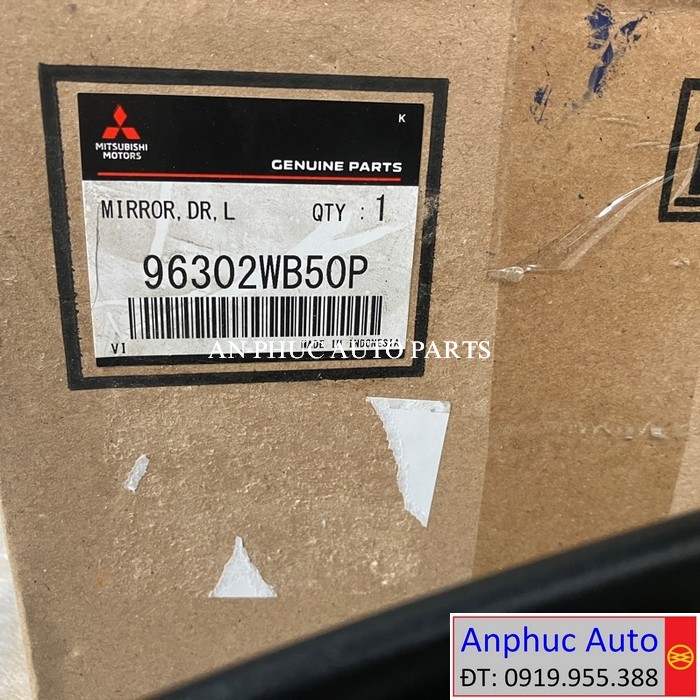 K
MITSUBISHI
MOTORS
GENUINE PARTS
MIRROR, DR, L QTY : 1
96302WB50P
VI MADE IN INDONESIA
AN PHUC AUTO PARTS
Anphuc Auto
ĐT: 0919.955.388